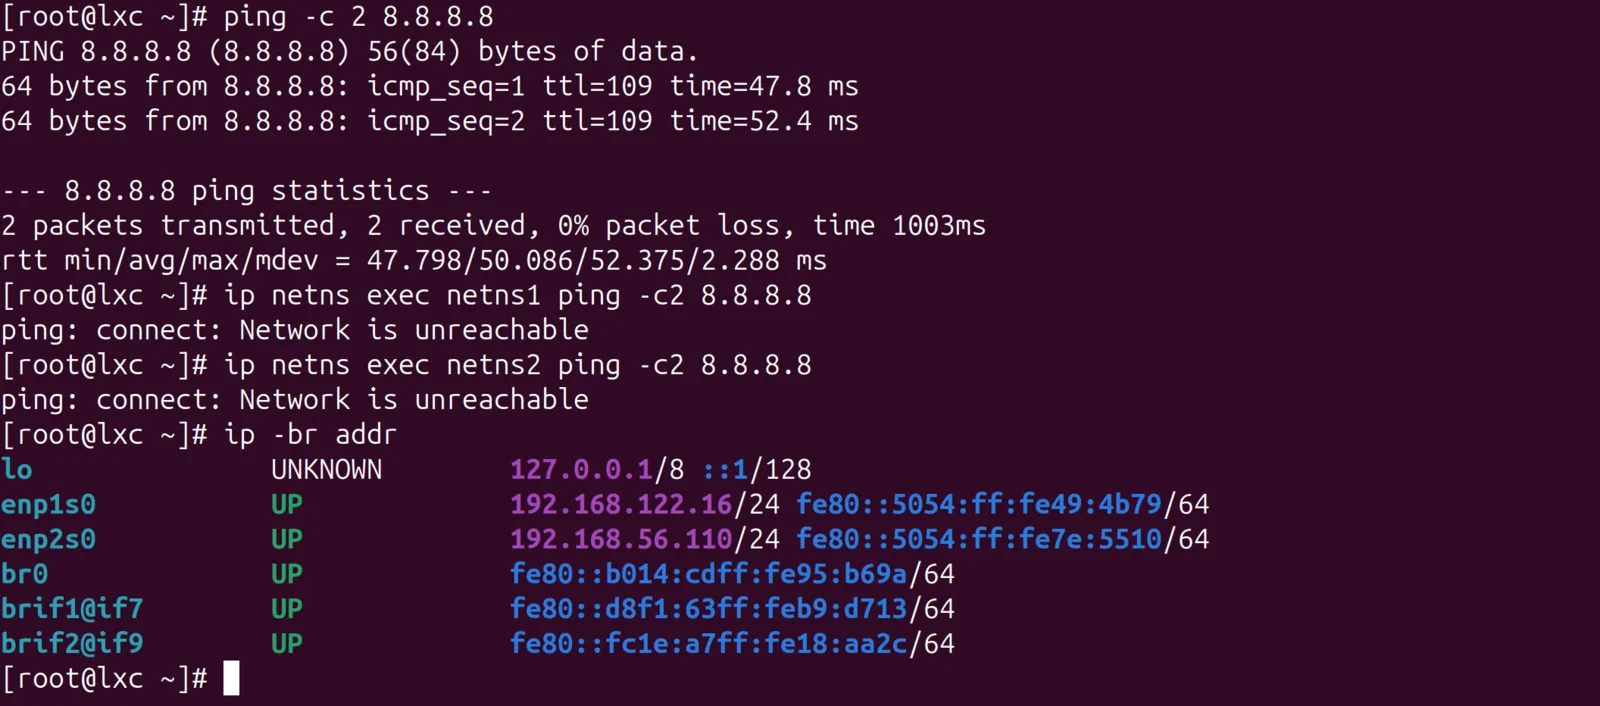 [root@lxc ~]# ping -c 2 8.8.8.8
PING 8.8.8.8 (8.8.8.8) 56(84) bytes of data.
64 bytes from 8.8.8.8: icmp_seq=1 ttl=109 time=47.8 ms
64 bytes from 8.8.8.8: icmp_seq=2 ttl=109 time=52.4 ms
--- 8.8.8.8 ping statistics ---
2 packets transmitted, 2 received, 0% packet loss, time 1003ms
rtt min/avg/max/mdev = 47.798/50.086/52.375/2.288 ms
[root@lxc ~]# ip netns exec netns1 ping -c2 8.8.8.8
ping: connect: Network is unreachable
[root@lxc ~]# ip netns exec netns2 ping -c2 8.8.8.8
ping: connect: Network is unreachable
[root@lxc ~]# ip -br addr
lo UNKNOWN 127.0.0.1/8 ::1/128
enp1s0 UP 192.168.122.16/24 fe80::5054:ff:fe49:4b79/64
enp2s0 UP 192.168.56.110/24 fe80::5054:ff:fe7e:5510/64
br0 UP fe80::b014:cdff:fe95:b69a/64
brif1@if7 UP fe80::d8f1:63ff:feb9:d713/64
brif2@if9 UP fe80::fc1e:a7ff:fe18:aa2c/64
[root@lxc ~]#